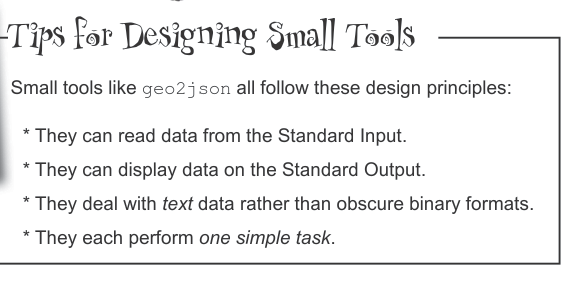 Tips for Designing Small Tools
Small tools like geo2json all follow these design principles:
* They can read data from the Standard Input.
* They can display data on the Standard Output.
* They deal with text data rather than obscure binary formats.
* They each perform one simple task.